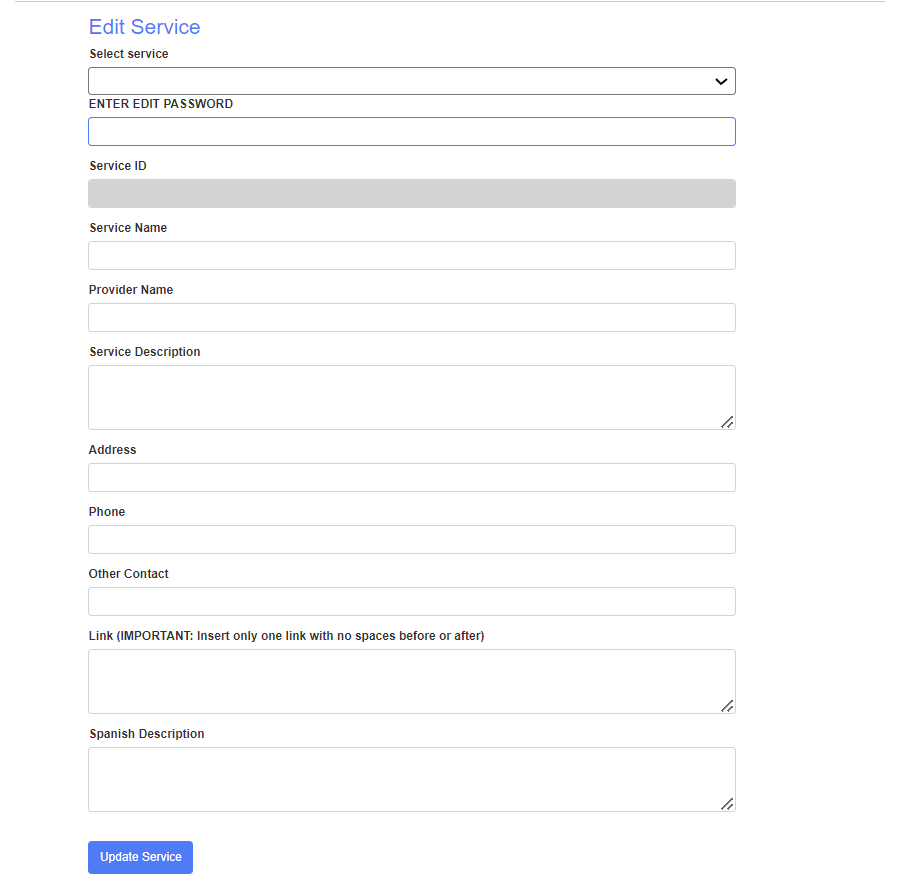 Edit Service
Select service
ENTER EDIT PASSWORD
Service ID
Service Name
Provider Name
Service Description
Address
Phone
Other Contact
Link (IMPORTANT: Insert only one link with no spaces before or after)
Spanish Description
Update Service